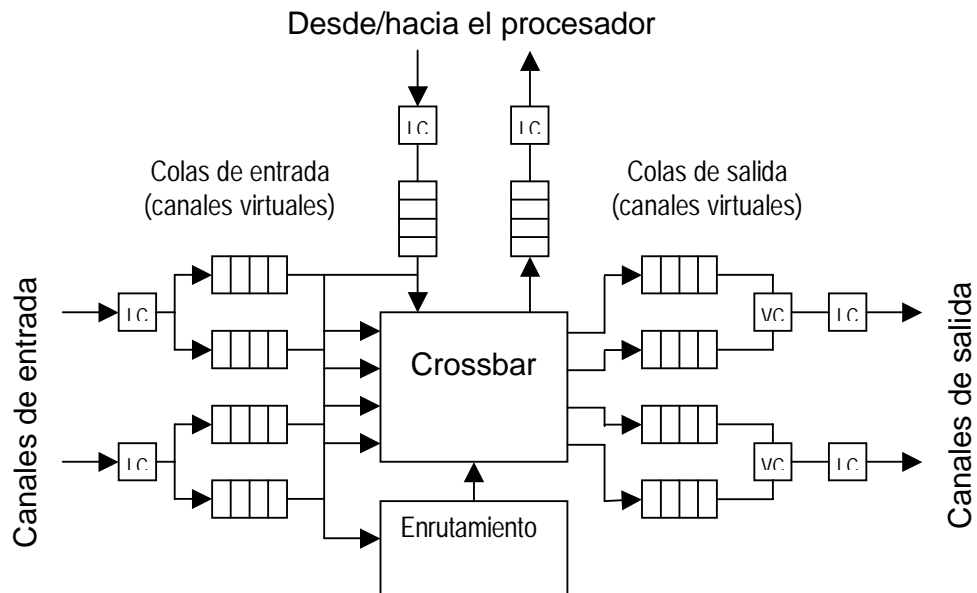 Desde/hacia el procesador
LC
LC
Colas de entrada
(canales virtuales)
Colas de salida
(canales virtuales)
Canales de entrada
LC
LC
Crossbar
VC
LC
VC
LC
Canales de salida
Enrutamiento